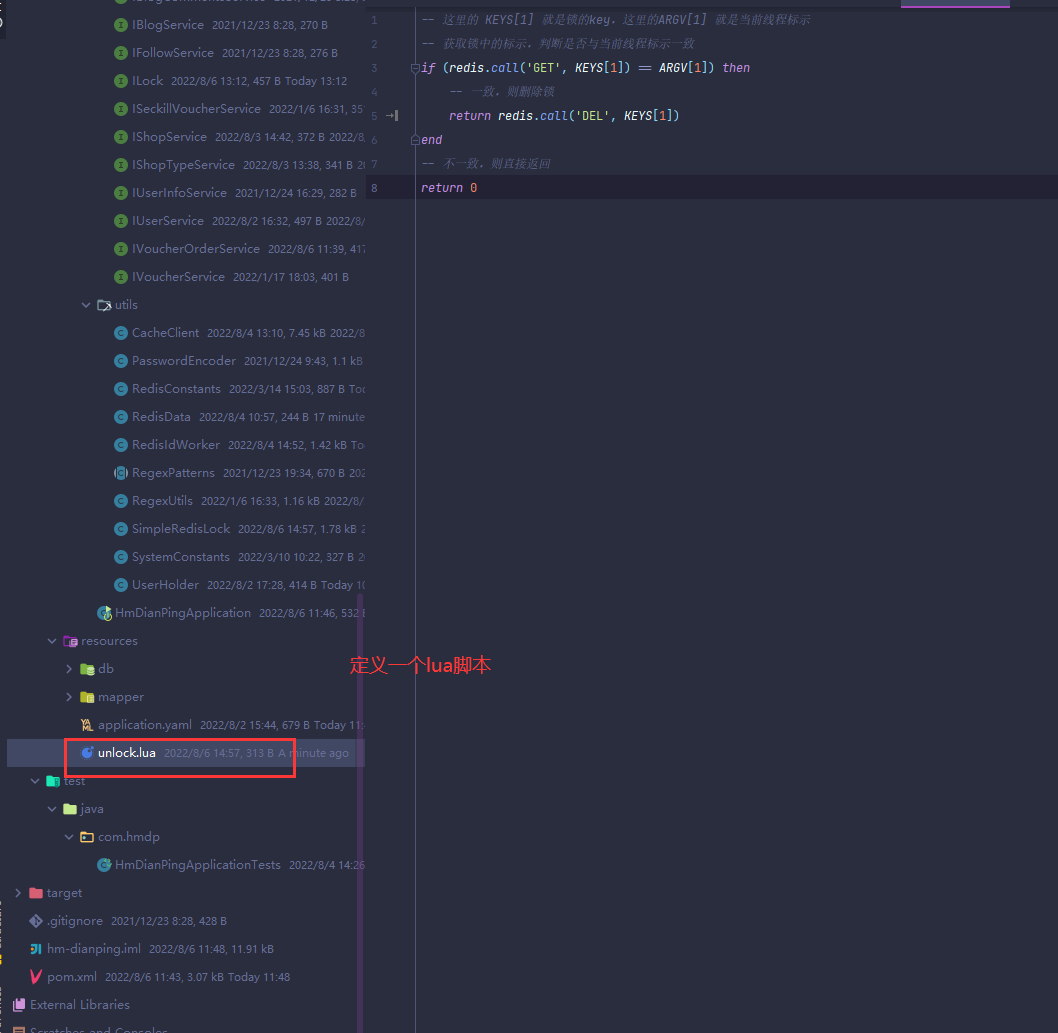 IBlogService 2021/12/23 8:28, 270 B
IFollowService 2021/12/23 8:28, 276 B
ILock 2022/8/6 13:12, 457 B Today 13:12
ISeckillVoucherService 2022/1/6 16:31, 35
IShopService 2022/8/3 14:42, 372 B 2022/8/
IShopTypeService 2022/8/3 13:38, 341 B 2
IUserInfoService 2021/12/24 16:29, 282 B
IUserService 2022/8/2 16:32, 497 B 2022/8/
IVoucherOrderService 2022/8/6 11:39, 417
IVoucherService 2022/1/17 18:03, 401 B
utils
CacheClient 2022/8/4 13:10, 7.45 kB 2022/8
PasswordEncoder 2021/12/24 9:43, 1.1 kB
RedisConstants 2022/3/14 15:03, 887 B To
RedisData 2022/8/4 10:57, 244 B 17 minute
RedisIdWorker 2022/8/4 14:52, 1.42 kB To
RegexPatterns 2021/12/23 19:34, 670 B 202
RegexUtils 2022/1/6 16:33, 1.16 kB 2022/8/
SimpleRedisLock 2022/8/6 14:57, 1.78 kB
SystemConstants 2022/3/10 10:22, 327 B 2
UserHolder 2022/8/2 17:28, 414 B Today 10
HmDianPingApplication 2022/8/6 11:46, 532
resources
db
mapper
application.yaml 2022/8/2 15:44, 679 B Today 11:
unlock.lua 2022/8/6 14:57, 313 B A minute ago
test
java
com.hmdp
HmDianPingApplicationTests 2022/8/4 14:26
target
.gitignore 2021/12/23 8:28, 428 B
hm-dianping.iml 2022/8/6 11:48, 11.91 kB
pom.xml 2022/8/6 11:43, 3.07 kB Today 11:48
External Libraries
Scratches and Consoles
1 -- 这里的 KEYS[1] 就是锁的key，这里的ARGV[1] 就是当前线程标示
2 -- 获取锁中的标示，判断是否与当前线程标示一致
3 if (redis.call('GET', KEYS[1]) == ARGV[1]) then
4 -- 一致，则删除锁
5 return redis.call('DEL', KEYS[1])
6 end
7 -- 不一致，则直接返回
8 return 0
定义一个lua脚本